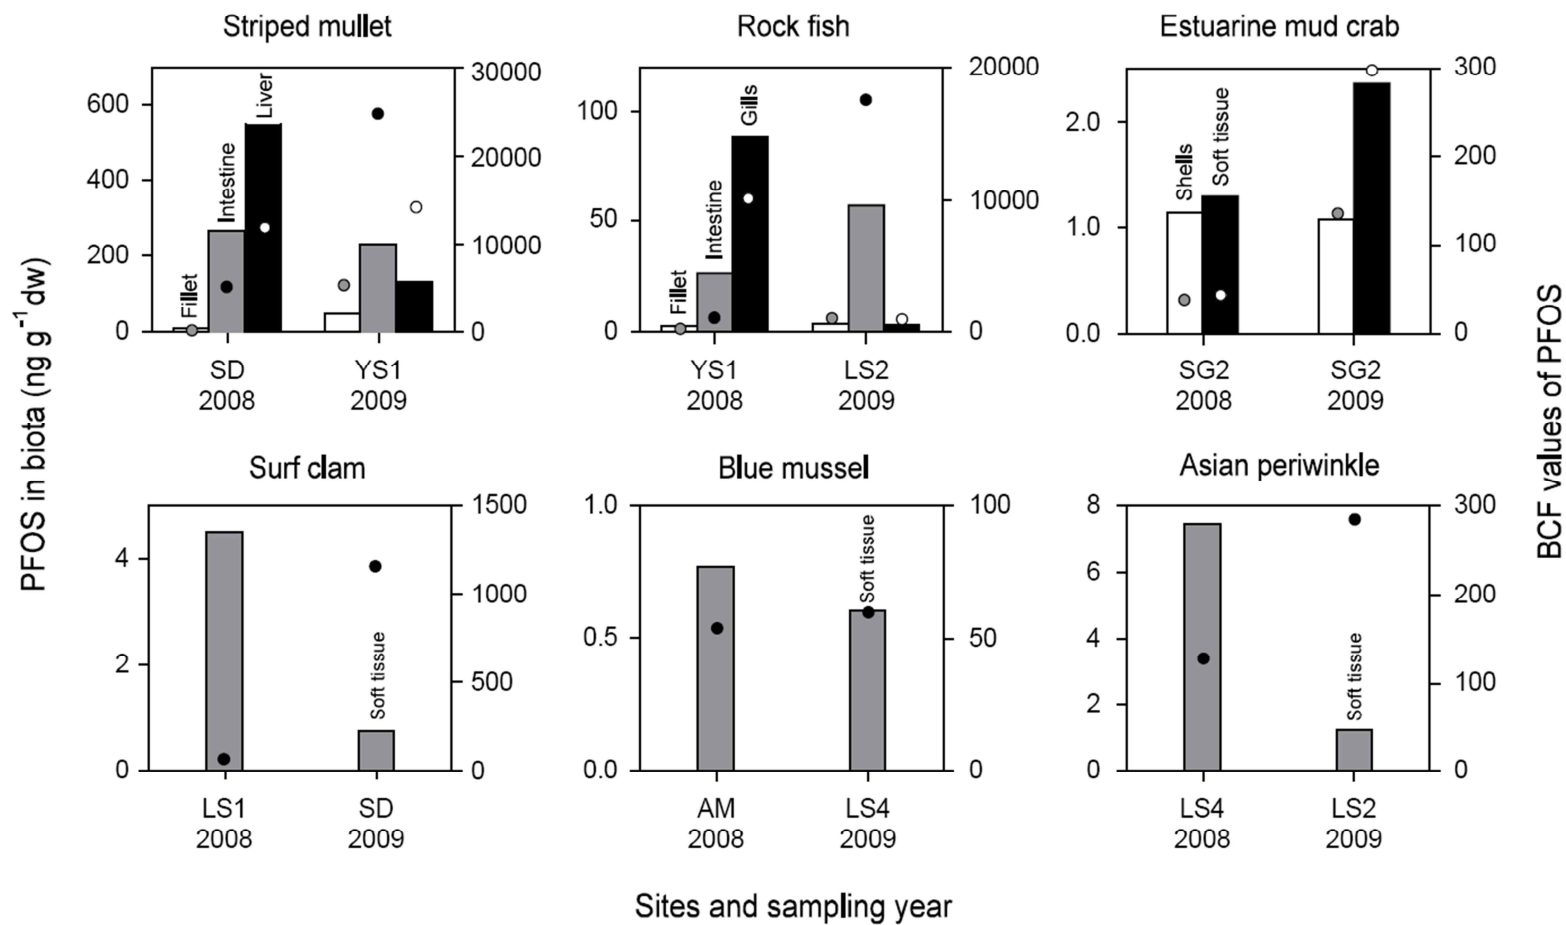 Striped mullet
Rock fish
Estuarine mud crab
600
400
200
0
30000
20000
10000
0
Fillet
Intestine
Liver
SD
2008
YS1
2009
100
50
0
20000
10000
0
Fillet
Intestine
Gills
YS1
2008
LS2
2009
2.0
1.0
0.0
300
200
100
0
Shells
Soft tissue
SG2
2008
SG2
2009
PFOS in biota (ng g⁻¹ dw)
BCF values of PFOS
Surf clam
Blue mussel
Asian periwinkle
4
2
0
1500
1000
500
0
Soft tissue
LS1
2008
SD
2009
1.0
0.5
0.0
100
50
0
Soft tissue
AM
2008
LS4
2009
8
6
4
2
0
300
200
100
0
Soft tissue
LS4
2008
LS2
2009
Sites and sampling year